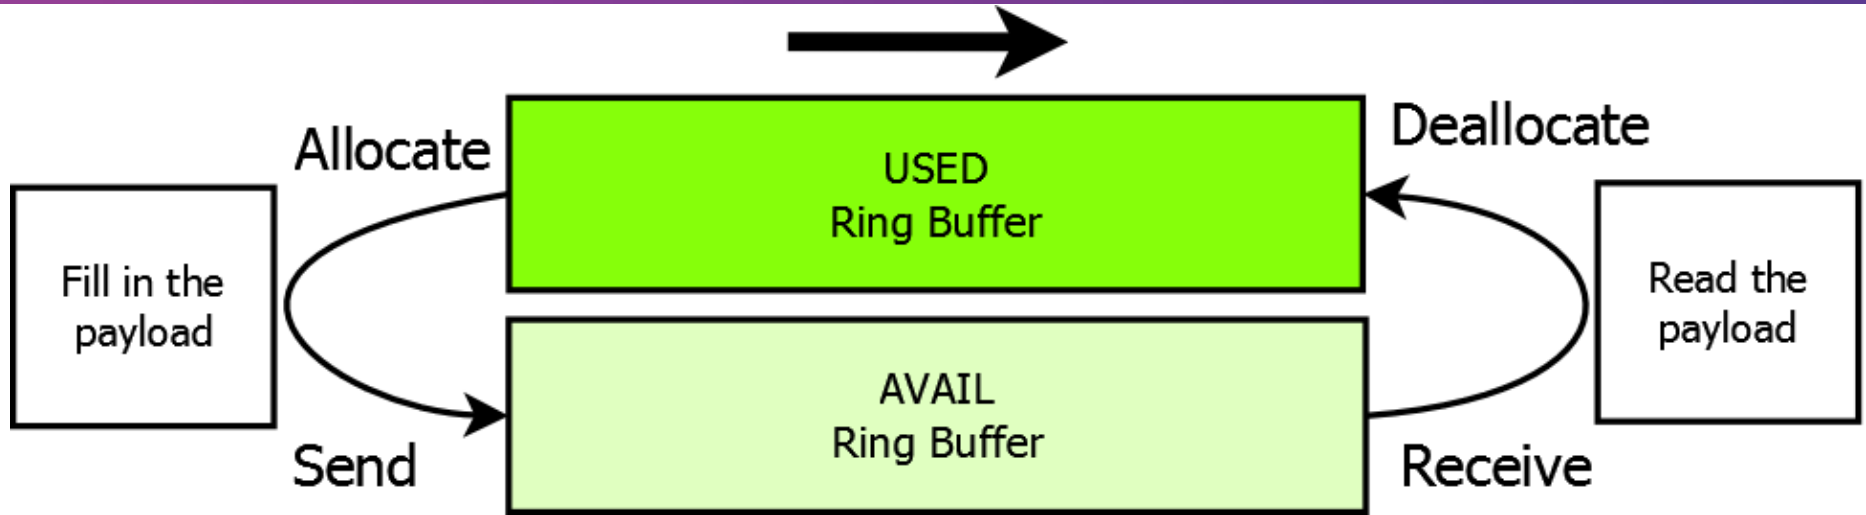 Allocate
USED
Ring Buffer
Deallocate
Fill in the
payload
Read the
payload
AVAIL
Ring Buffer
Send
Receive